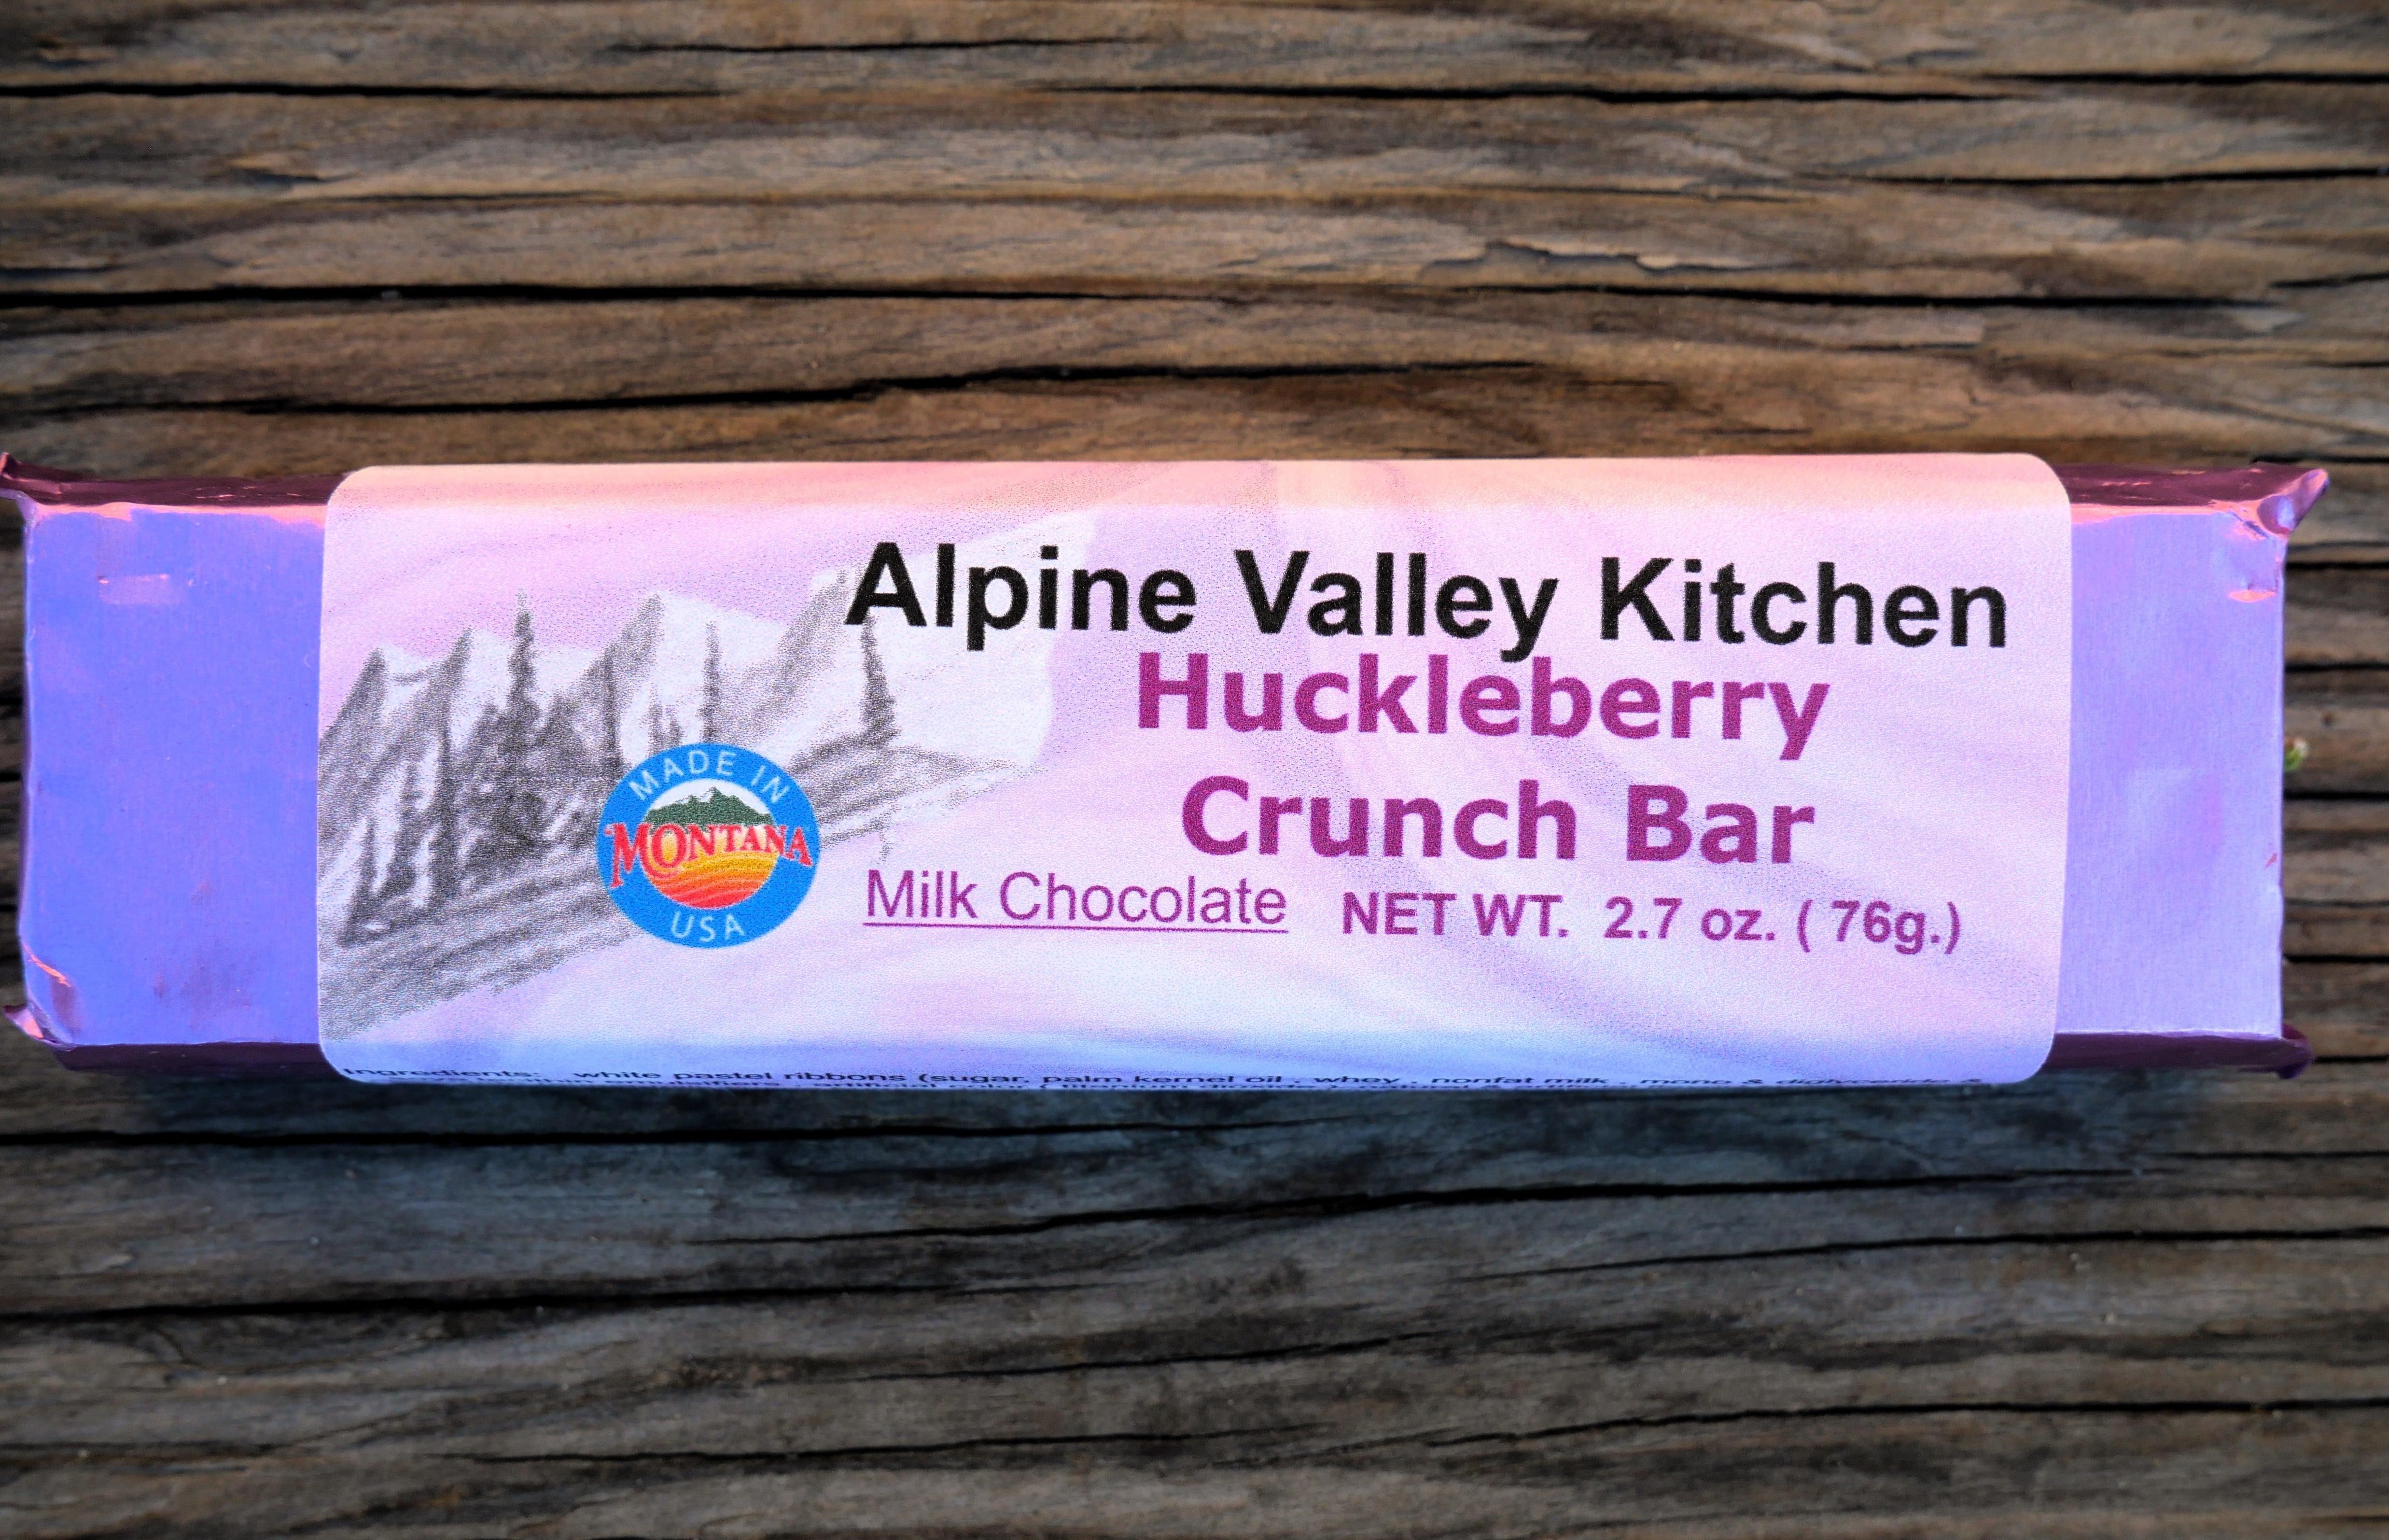 Alpine Valley Kitchen
Huckleberry
Crunch Bar
MADE IN
MONTANA
USA
Milk Chocolate NET WT. 2.7 oz. ( 76g.)
Ingredients: white pastel ribbons (sugar, palm kernel oil , whey , nonfat milk , mono & diglyceride &